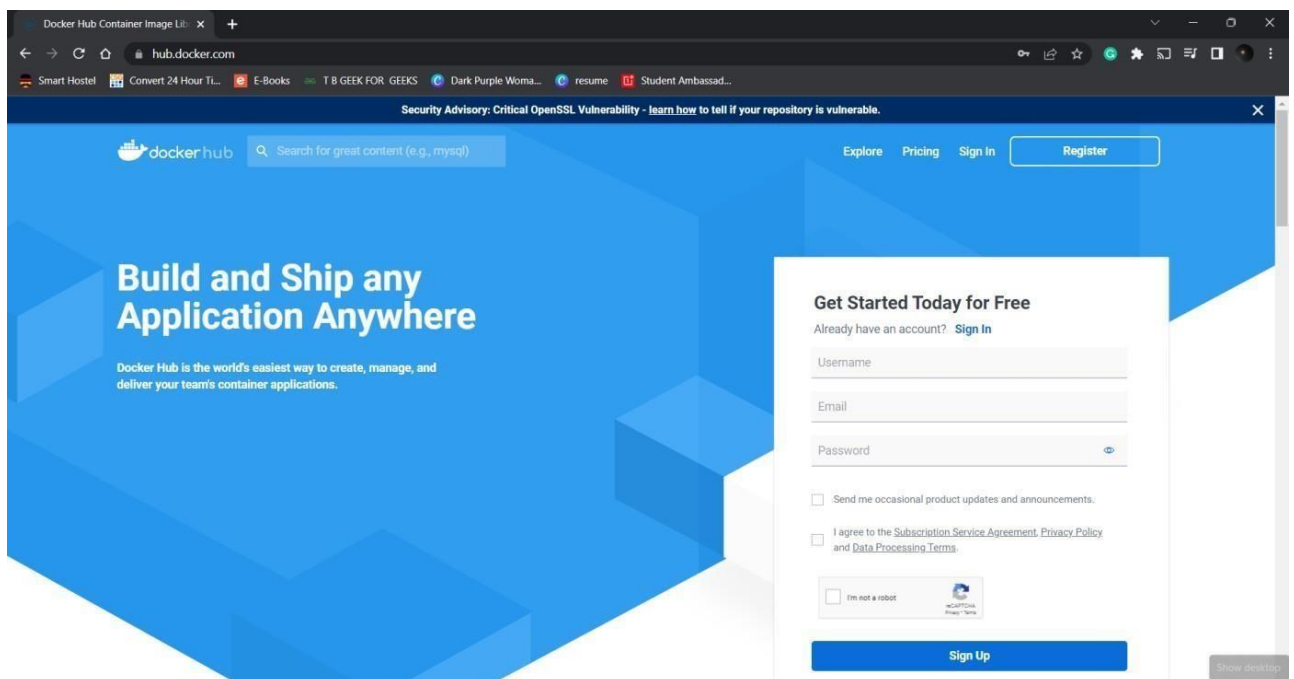 Docker Hub Container Image Lib
hub.docker.com
Smart Hostel Convert 24 Hour Ti... E-Books T B GEEK FOR GEEKS Dark Purple Woma... resume Student Ambassad...
Security Advisory: Critical OpenSSL Vulnerability - learn how to tell if your repository is vulnerable.
docker hub Search for great content (e.g., mysql) Explore Pricing Sign In Register
Build and Ship any
Application Anywhere
Docker Hub is the world's easiest way to create, manage, and
deliver your team's container applications.
Get Started Today for Free
Already have an account? Sign In
Username
Email
Password
Send me occasional product updates and announcements.
I agree to the Subscription Service Agreement, Privacy Policy
and Data Processing Terms.
I'm not a robot
reCAPTCHA
Privacy - Terms
Sign Up
Show desktop